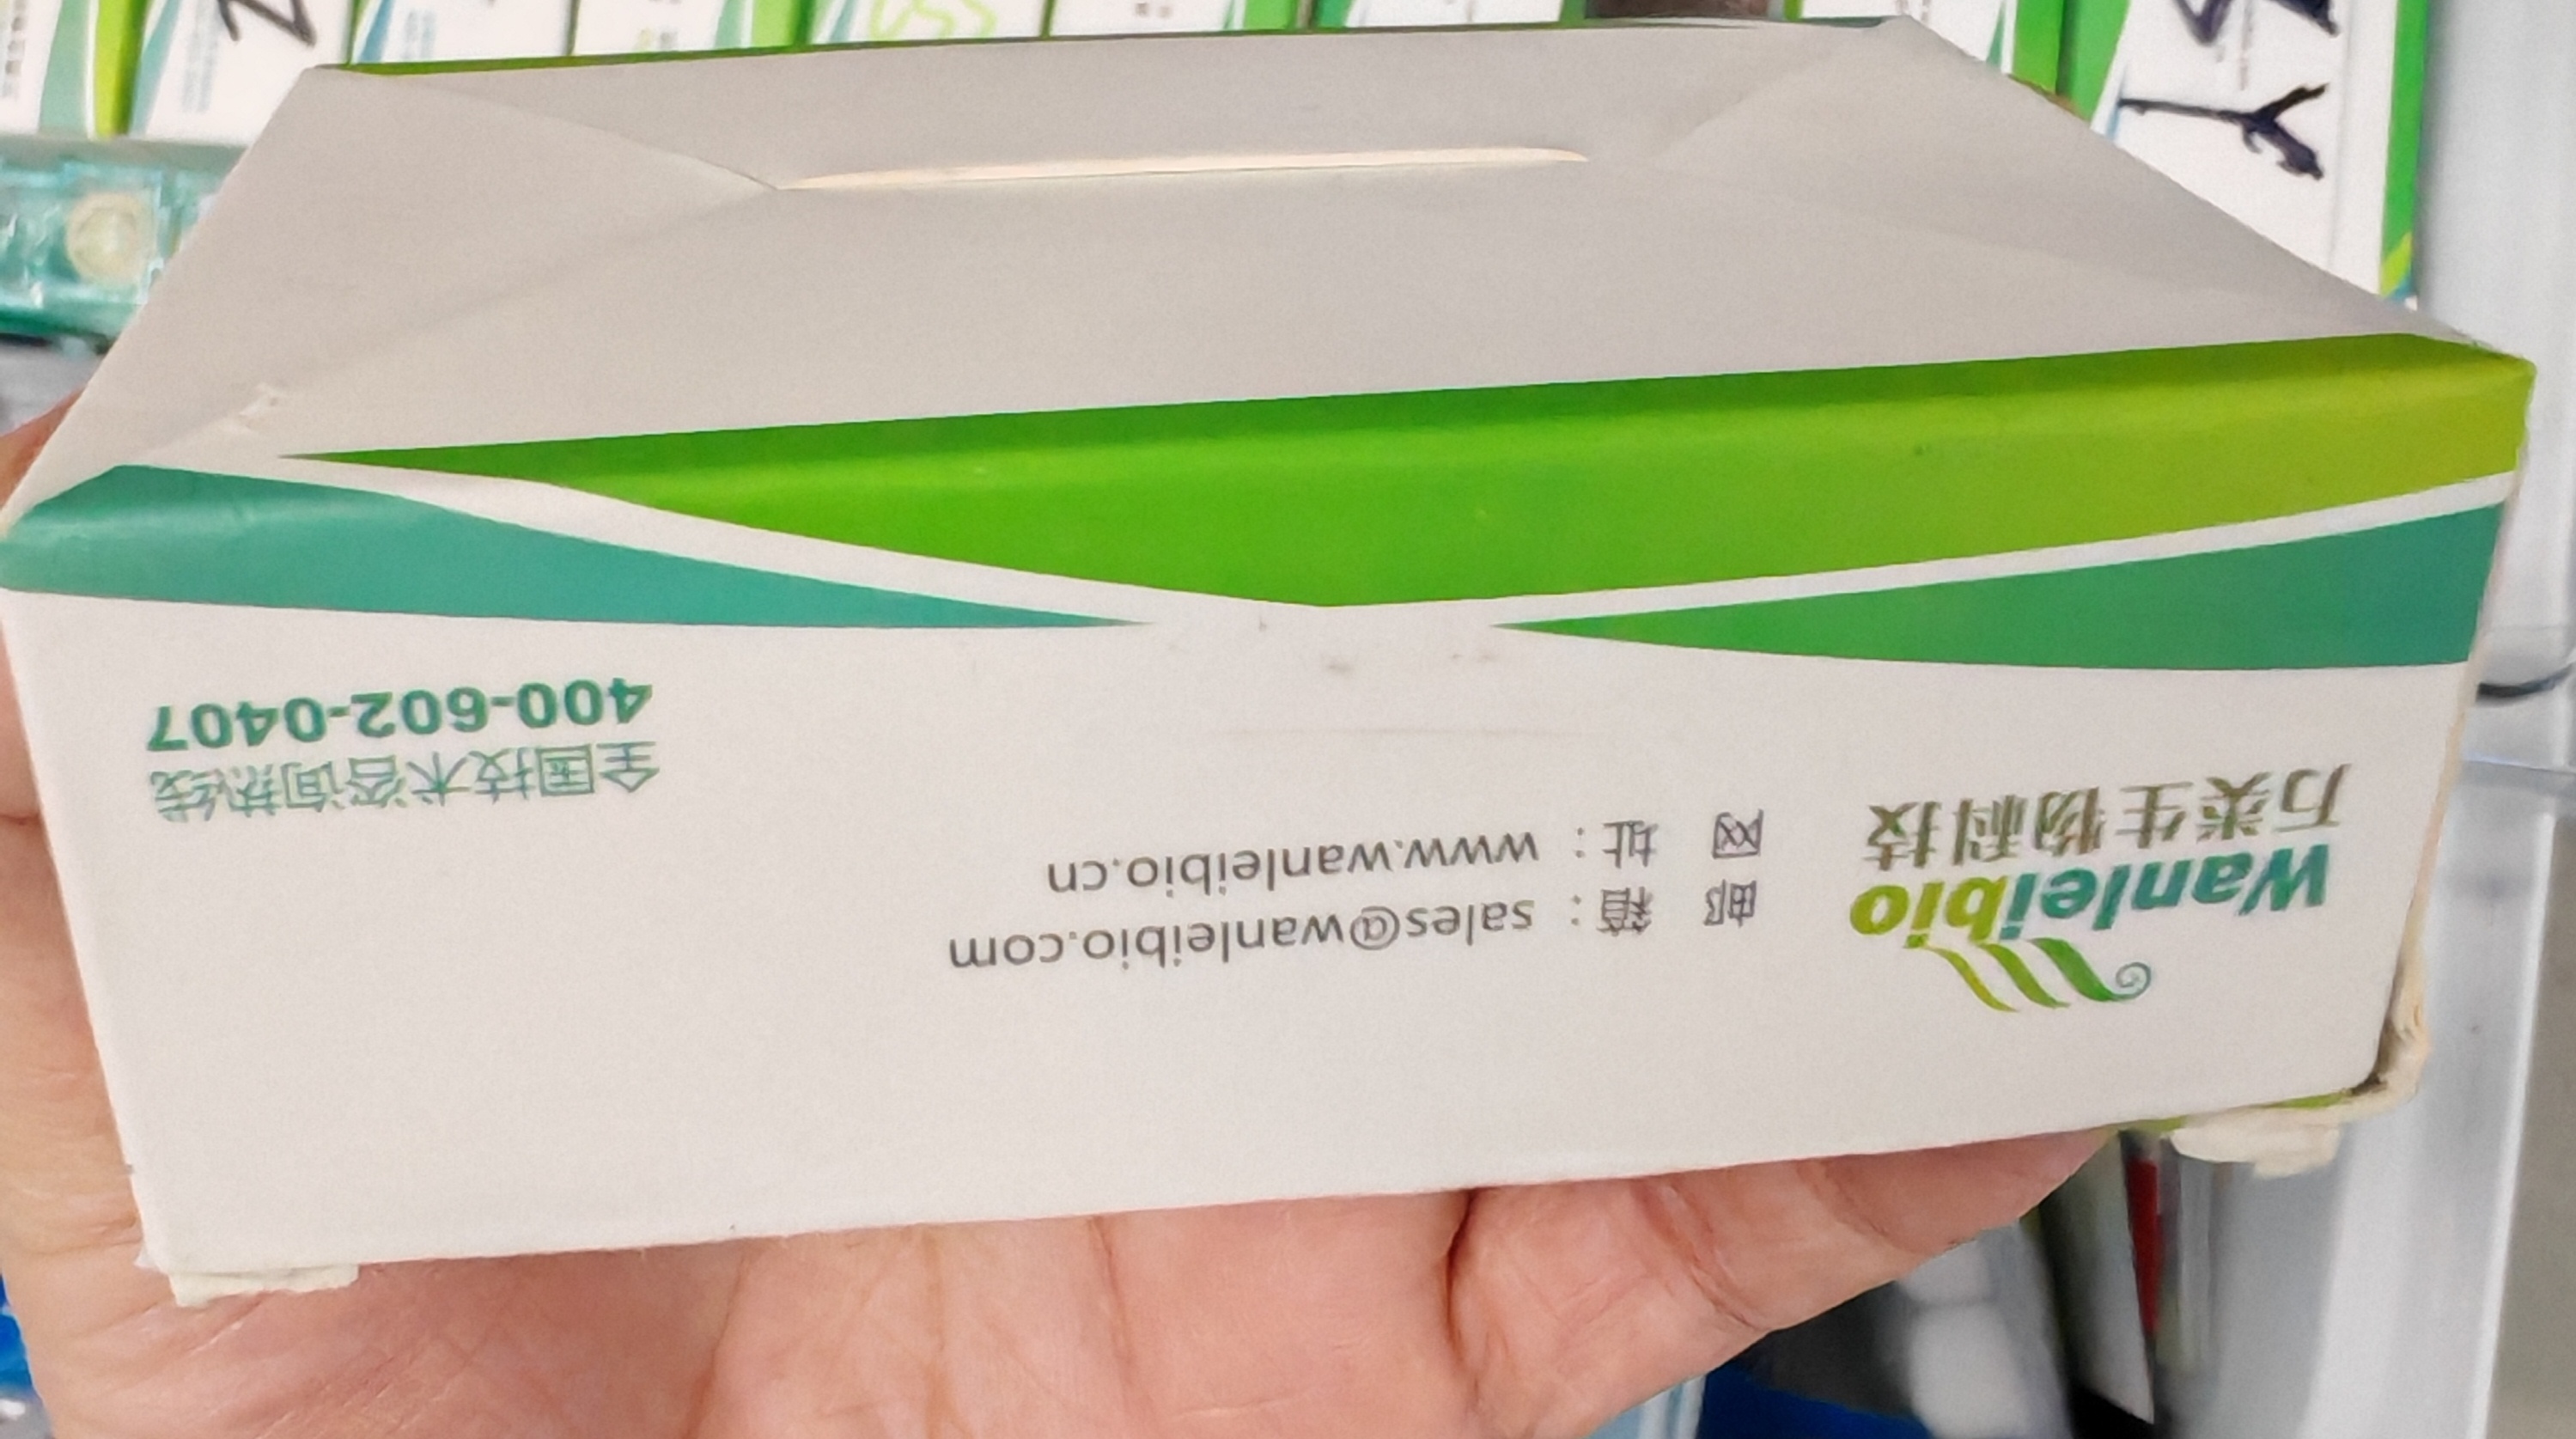 Wanleibio
万类生物科技
邮 箱：sales@wanleibio.com
网 址：www.wanleibio.cn
全国技术咨询热线
400-602-0407